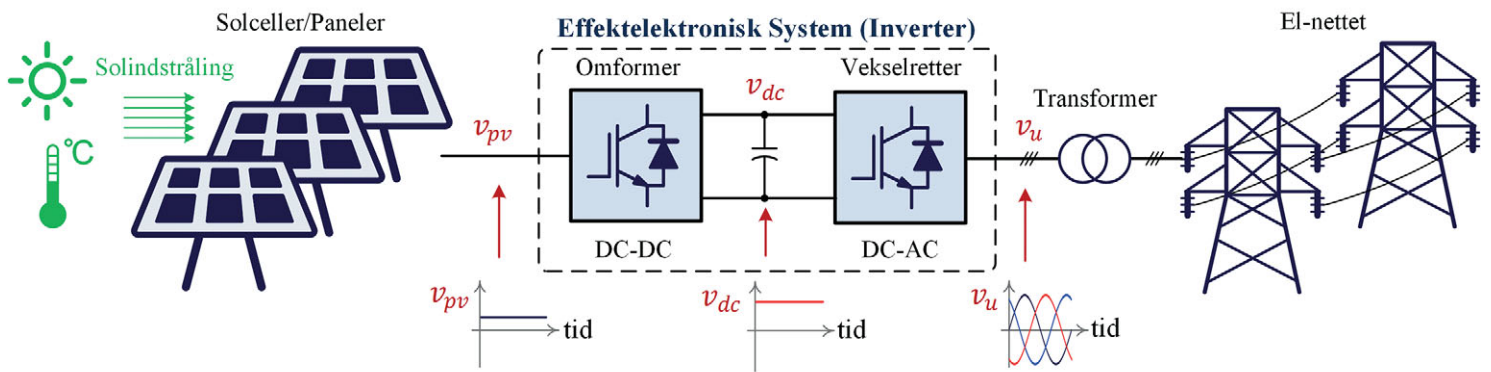 Solceller/Paneler
Effektelektronisk System (Inverter)
El-nettet
Solindstråling
Omformer
Vekselretter
v_dc
Transformer
v_pv
v_u
°C
DC-DC
DC-AC
v_pv
tid
v_dc
tid
v_u
tid